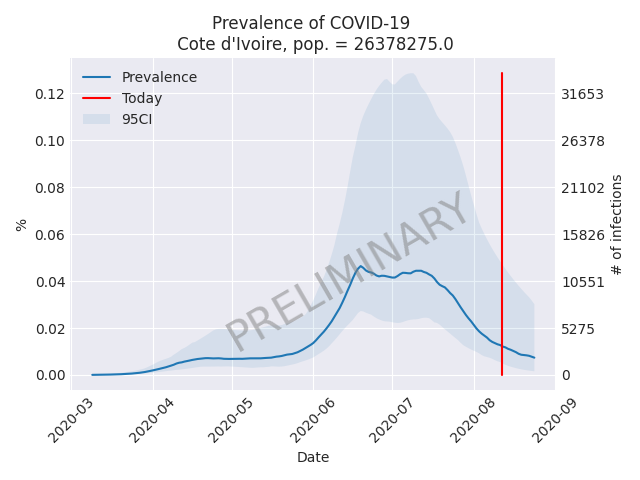 Prevalence of COVID-19
Cote d'Ivoire, pop. = 26378275.0
Prevalence
Today
95CI
0.12
0.10
0.08
0.06
0.04
0.02
0.00
%
31653
26378
21102
15826
10551
5275
0
# of infections
PRELIMINARY
2020-03
2020-04
2020-05
2020-06
2020-07
2020-08
2020-09
Date